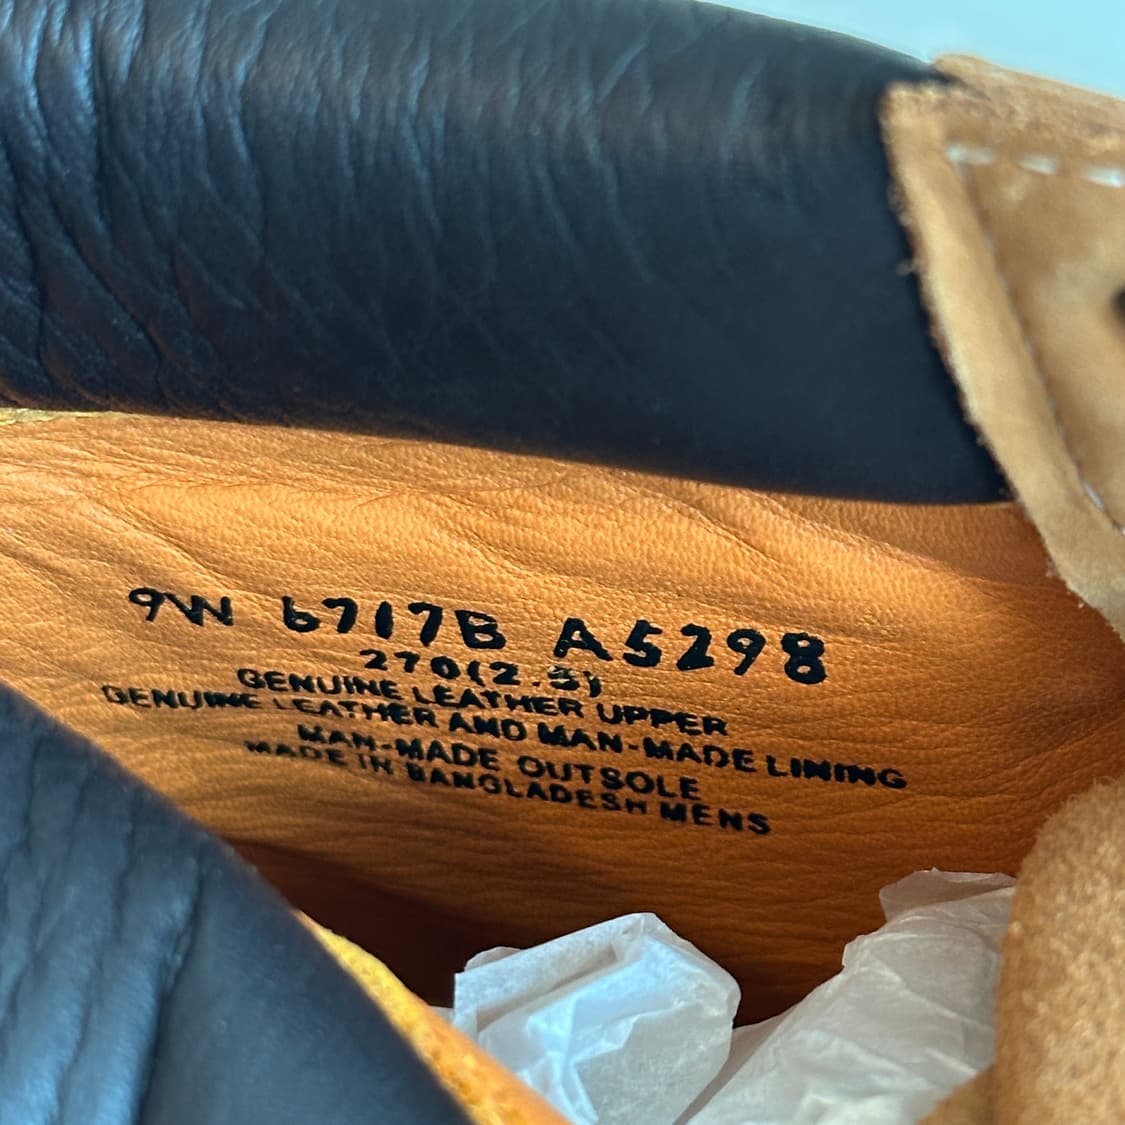 9W 6717B A5298
270(2.5)
GENUINE LEATHER UPPER
GENUINE LEATHER AND MAN-MADE LINING
MAN-MADE OUTSOLE
MADE IN BANGLADESH MENS